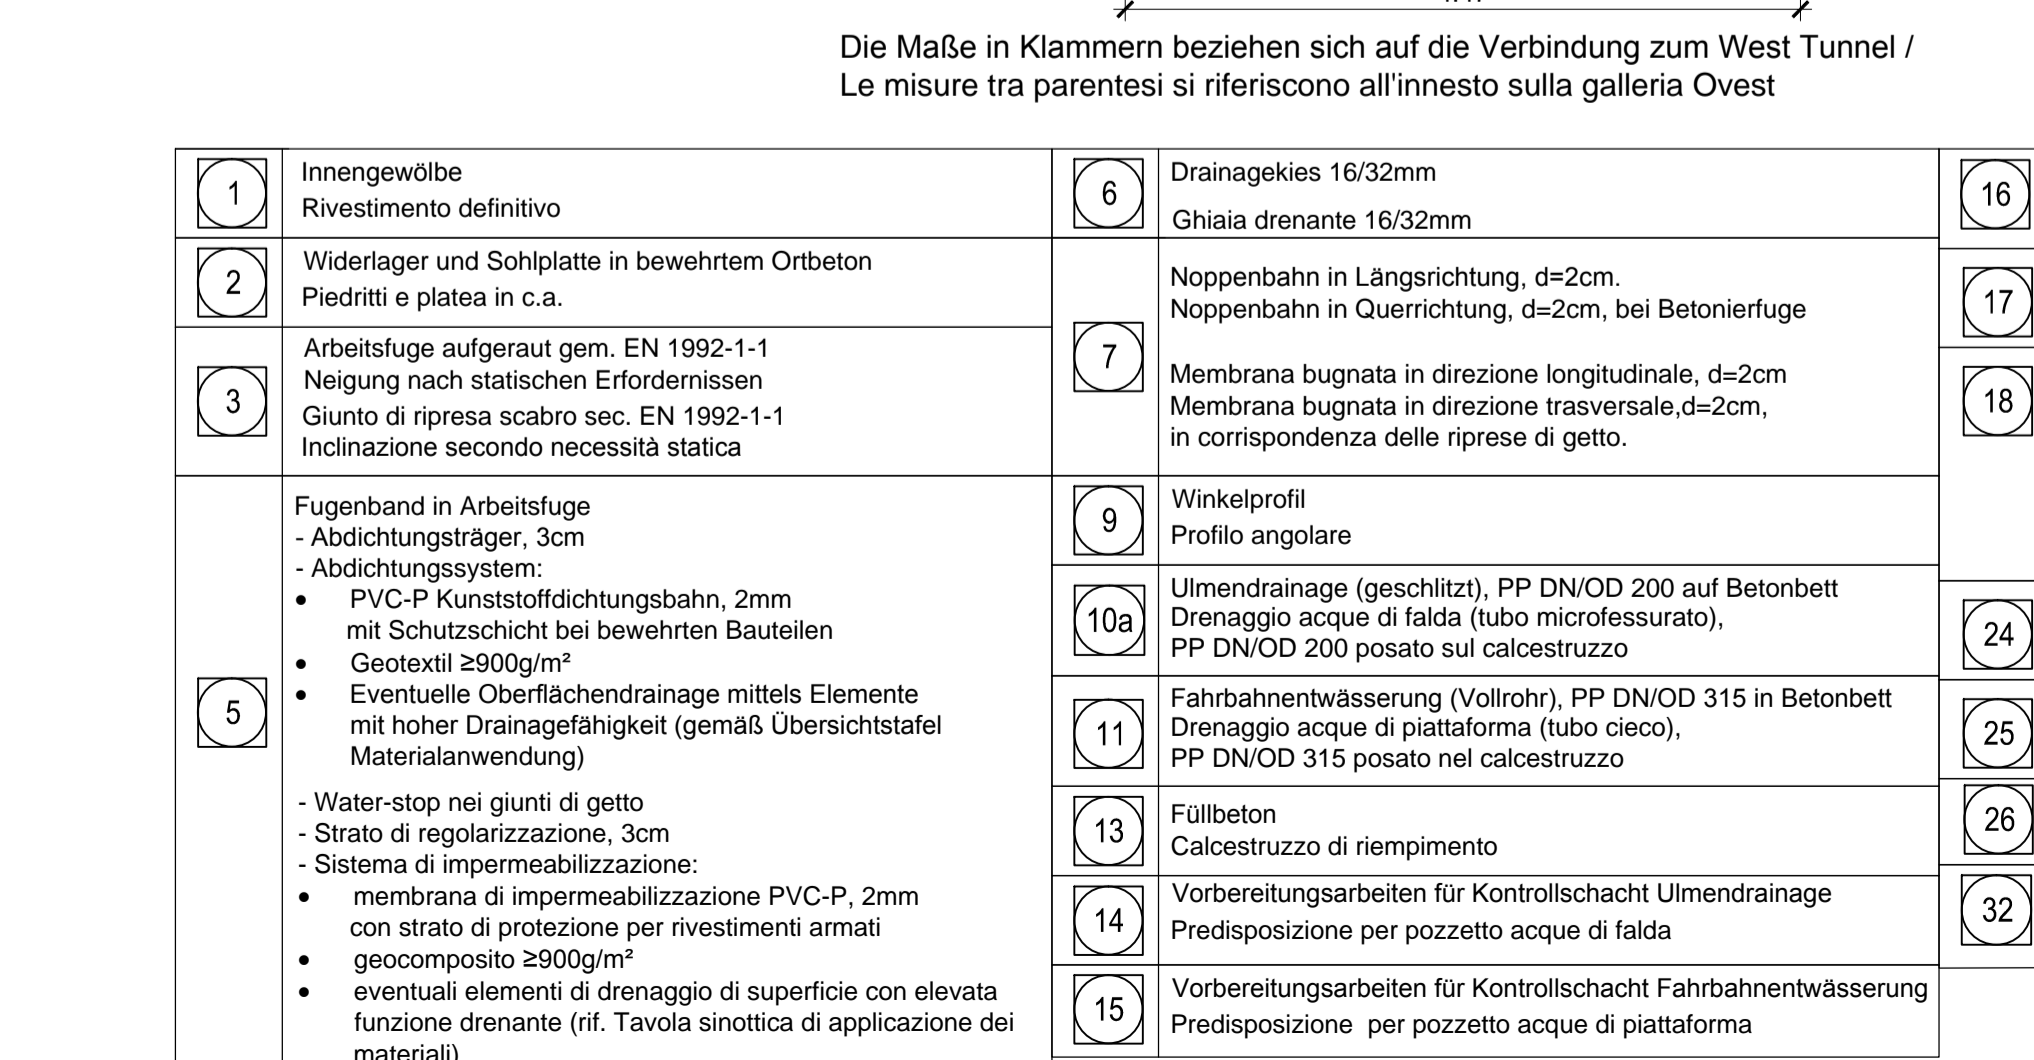 Die Maße in Klammern beziehen sich auf die Verbindung zum West Tunnel /
Le misure tra parentesi si riferiscono all'innesto sulla galleria Ovest
1
Innengewölbe
Rivestimento definitivo
2
Widerlager und Sohlplatte in bewehrtem Ortbeton
Piedritti e platea in c.a.
3
Arbeitsfuge aufgeraut gem. EN 1992-1-1
Neigung nach statischen Erfordernissen
Giunto di ripresa scabro sec. EN 1992-1-1
Inclinazione secondo necessità statica
5
Fugenband in Arbeitsfuge
- Abdichtungsträger, 3cm
- Abdichtungssystem:
• PVC-P Kunststoffdichtungsbahn, 2mm
mit Schutzschicht bei bewehrten Bauteilen
• Geotextil ≥900g/m²
• Eventuelle Oberflächendrainage mittels Elemente
mit hoher Drainagefähigkeit (gemäß Übersichtstafel
Materialanwendung)
- Water-stop nei giunti di getto
- Strato di regolarizzazione, 3cm
- Sistema di impermeabilizzazione:
• membrana di impermeabilizzazione PVC-P, 2mm
con strato di protezione per rivestimenti armati
• geocomposito ≥900g/m²
• eventuali elementi di drenaggio di superficie con elevata
funzione drenante (rif. Tavola sinottica di applicazione dei
materiali)
6
Drainagekies 16/32mm
Ghiaia drenante 16/32mm
7
Noppenbahn in Längsrichtung, d=2cm.
Noppenbahn in Querrichtung, d=2cm, bei Betonierfuge
Membrana bugnata in direzione longitudinale, d=2cm
Membrana bugnata in direzione trasversale,d=2cm,
in corrispondenza delle riprese di getto.
9
Winkelprofil
Profilo angolare
10a
Ulmendrainage (geschlitzt), PP DN/OD 200 auf Betonbett
Drenaggio acque di falda (tubo microfessurato),
PP DN/OD 200 posato sul calcestruzzo
11
Fahrbahnentwässerung (Vollrohr), PP DN/OD 315 in Betonbett
Drenaggio acque di piattaforma (tubo cieco),
PP DN/OD 315 posato nel calcestruzzo
13
Füllbeton
Calcestruzzo di riempimento
14
Vorbereitungsarbeiten für Kontrollschacht Ulmendrainage
Predisposizione per pozzetto acque di falda
15
Vorbereitungsarbeiten für Kontrollschacht Fahrbahnentwässerung
Predisposizione per pozzetto acque di piattaforma
16
17
18
24
25
26
32